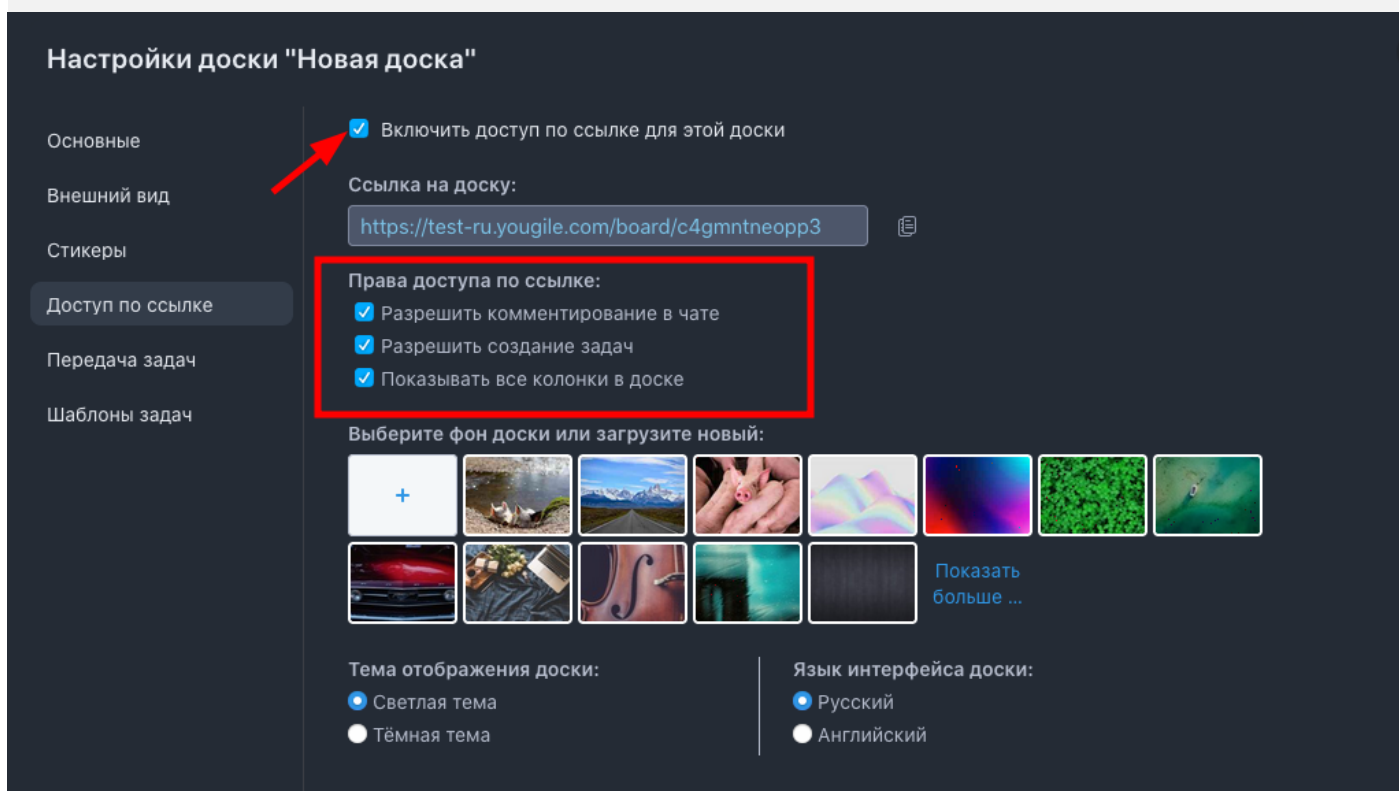 Настройки доски "Новая доска"
Основные
Внешний вид
Стикеры
Доступ по ссылке
Передача задач
Шаблоны задач
Включить доступ по ссылке для этой доски
Ссылка на доску:
https://test-ru.yougile.com/board/c4gmntneopp3
Права доступа по ссылке:
Разрешить комментирование в чате
Разрешить создание задач
Показывать все колонки в доске
Выберите фон доски или загрузите новый:
+
Показать
больше ...
Тема отображения доски:
Светлая тема
Тёмная тема
Язык интерфейса доски:
Русский
Английский